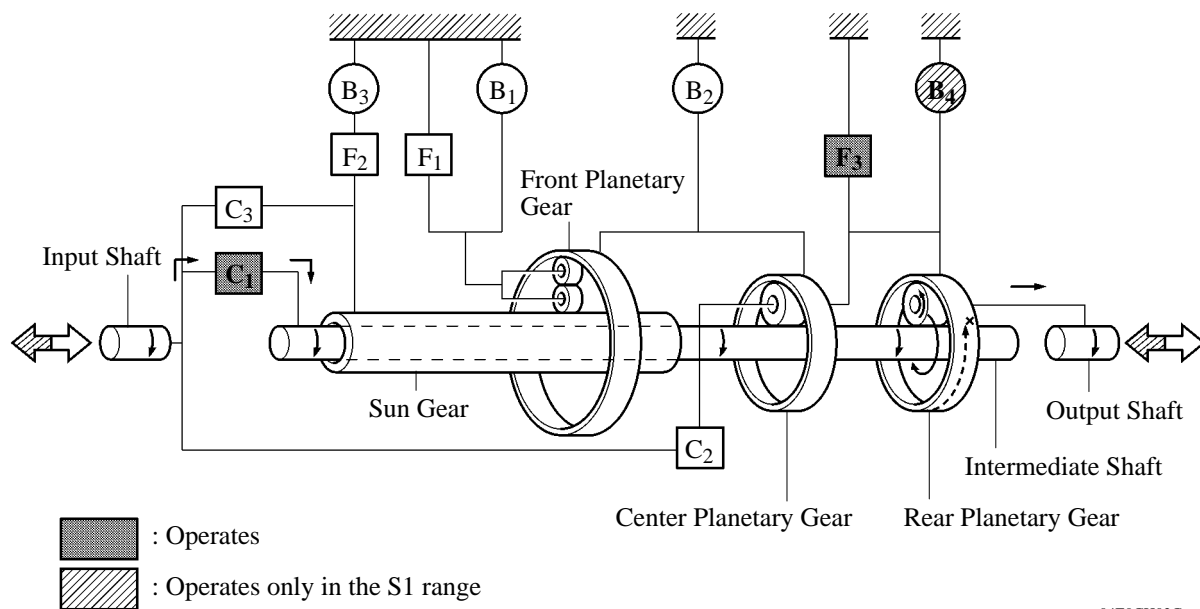 B3
B1
B2
B4
F2
F1
F3
Front Planetary
Gear
C3
Input Shaft
C1
Sun Gear
Output Shaft
C2
Intermediate Shaft
Center Planetary Gear
Rear Planetary Gear
: Operates
: Operates only in the S1 range